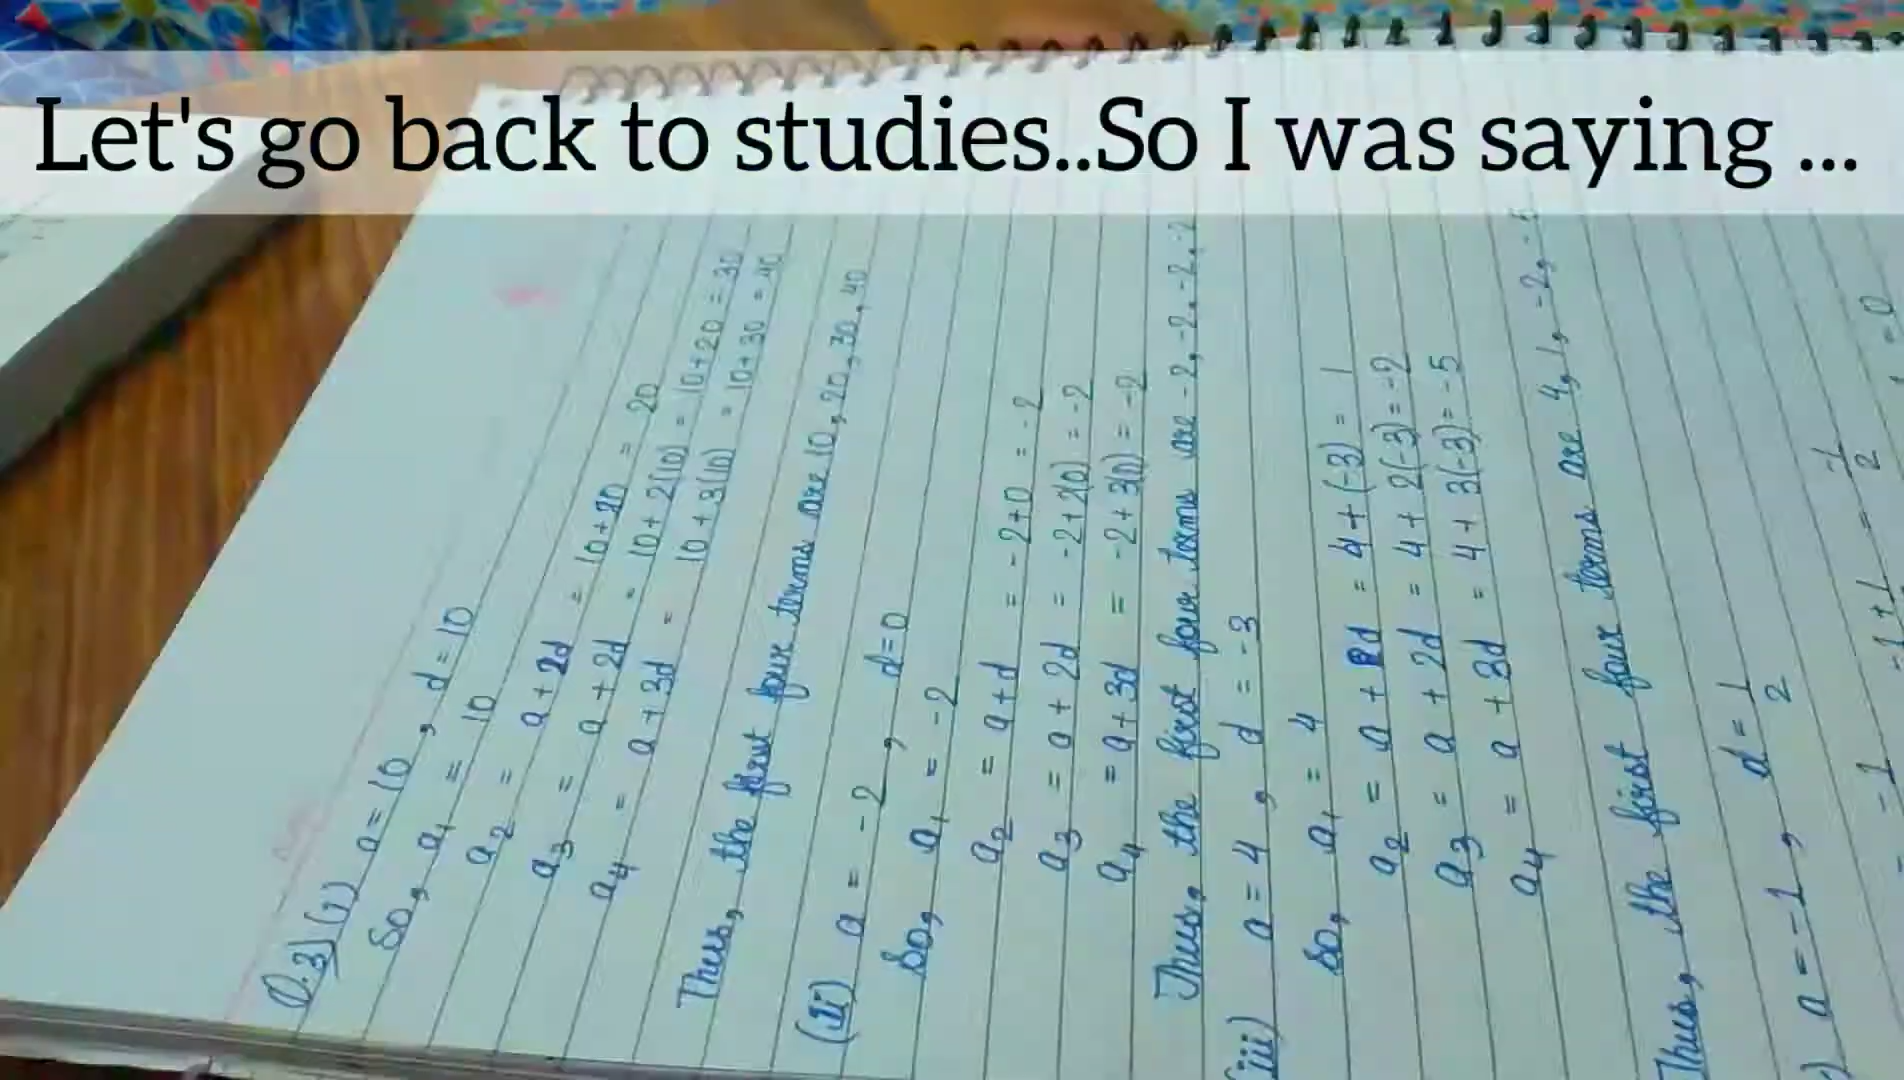 Let's go back to studies..So I was saying ...
Q.3) (i) a = 10 , d = 10
So, a₁ = 10
a₂ = a + 2d = 10 + 20 = 20
a₃ = a + 2d = 10 + 2(10) = 10 + 20 = 30
a₄ = a + 3d = 10 + 3(10) = 10 + 30 = 40
Thus, the first four terms are 10, 20, 30, 40
(ii) a = -2 , d = 0
So, a₁ = -2
a₂ = a + d = -2 + 0 = -2
a₃ = a + 2d = -2 + 2(0) = -2
a₄ = a + 3d = -2 + 3(0) = -2
Thus, the first four terms are -2, -2, -2, -2
(iii) a = 4 , d = -3
So, a₁ = 4
a₂ = a + d = 4 + (-3) = 1
a₃ = a + 2d = 4 + 2(-3) = -2
a₄ = a + 3d = 4 + 3(-3) = -5
Thus, the first four terms are 4, 1, -2, -5
) a = -1 , d = 1/2